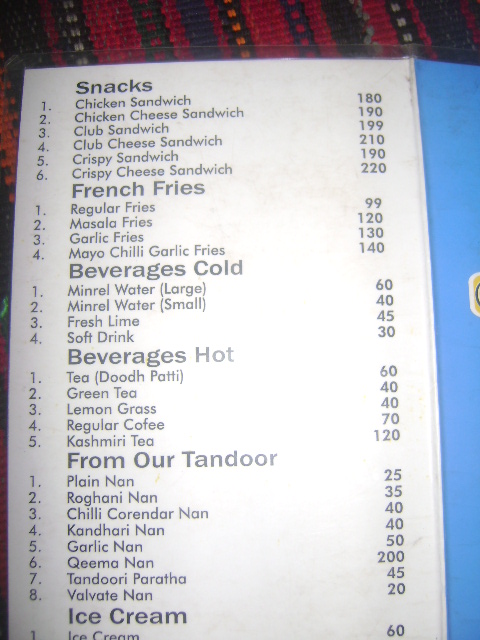 Snacks
1. Chicken Sandwich 180
2. Chicken Cheese Sandwich 190
3. Club Sandwich 199
4. Club Cheese Sandwich 210
5. Crispy Sandwich 190
6. Crispy Cheese Sandwich 220
French Fries
1. Regular Fries 99
2. Masala Fries 120
3. Garlic Fries 130
4. Mayo Chilli Garlic Fries 140
Beverages Cold
1. Minrel Water (Large) 60
2. Minrel Water (Small) 40
3. Fresh Lime 45
4. Soft Drink 30
Beverages Hot
1. Tea (Doodh Patti) 60
2. Green Tea 40
3. Lemon Grass 40
4. Regular Cofee 70
5. Kashmiri Tea 120
From Our Tandoor
1. Plain Nan 25
2. Roghani Nan 35
3. Chilli Corendar Nan 40
4. Kandhari Nan 40
5. Garlic Nan 50
6. Qeema Nan 200
7. Tandoori Paratha 45
8. Valvate Nan 20
Ice Cream
1. Ice Cream 60